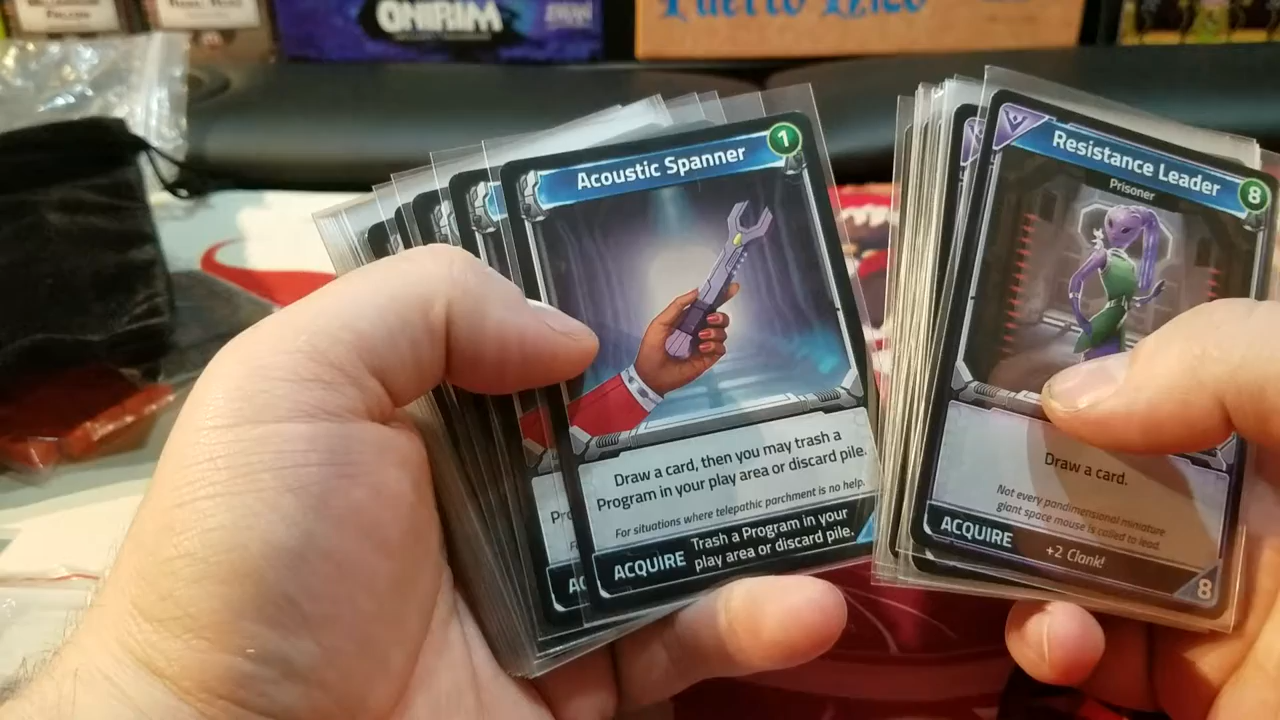 ONIRIM
Puerto Rico
Acoustic Spanner
1
Draw a card, then you may trash a
Program in your play area or discard pile.
For situations where telepathic parchment is no help.
ACQUIRE
Trash a Program in your
play area or discard pile.
Resistance Leader
Prisoner
8
Draw a card.
Not every pandimensional miniature
giant space mouse is called to lead.
ACQUIRE
+2 Clank!
8